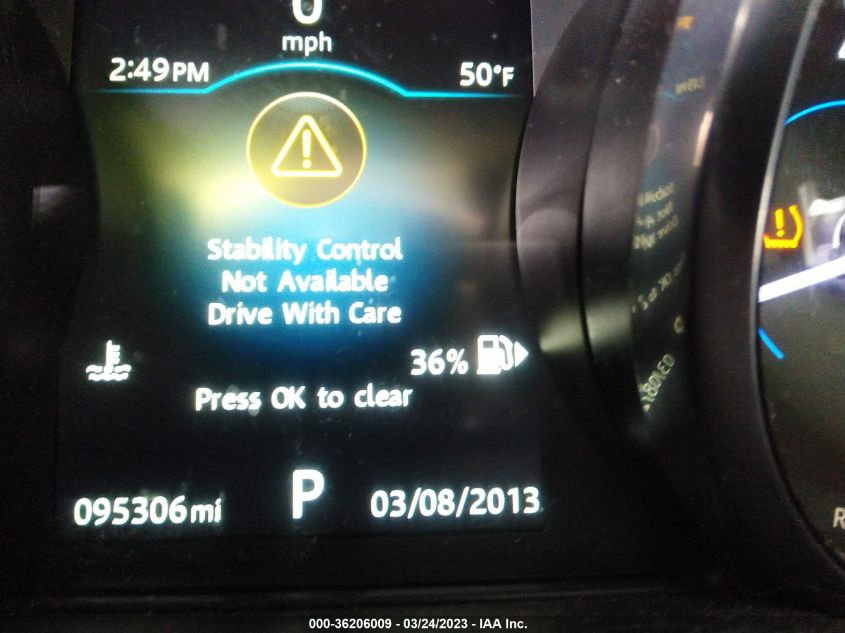 0
mph
2:49PM
50°F
Stability Control
Not Available
Drive With Care
36%
Press OK to clear
095306mi
P
03/08/2013
R
000-36206009 - 03/24/2023 - IAA Inc.